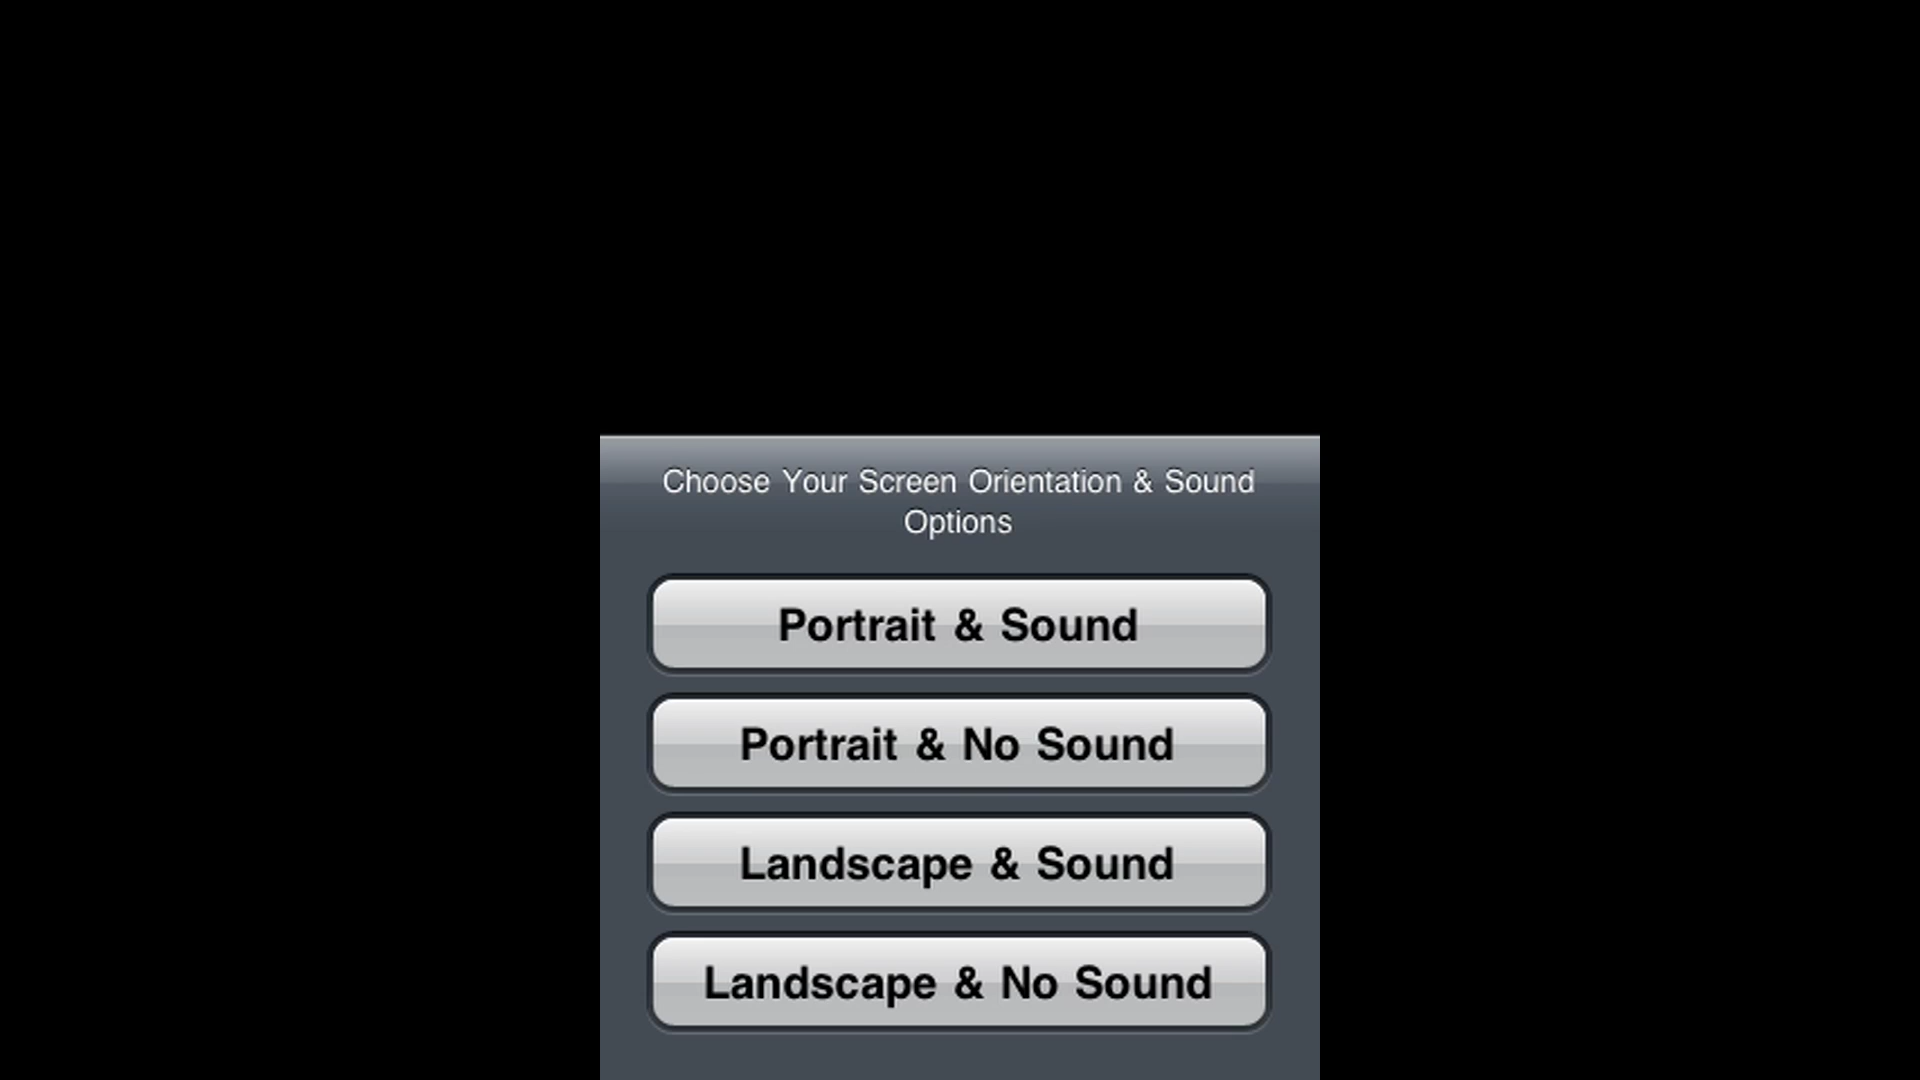 Choose Your Screen Orientation & Sound
Options
Portrait & Sound
Portrait & No Sound
Landscape & Sound
Landscape & No Sound